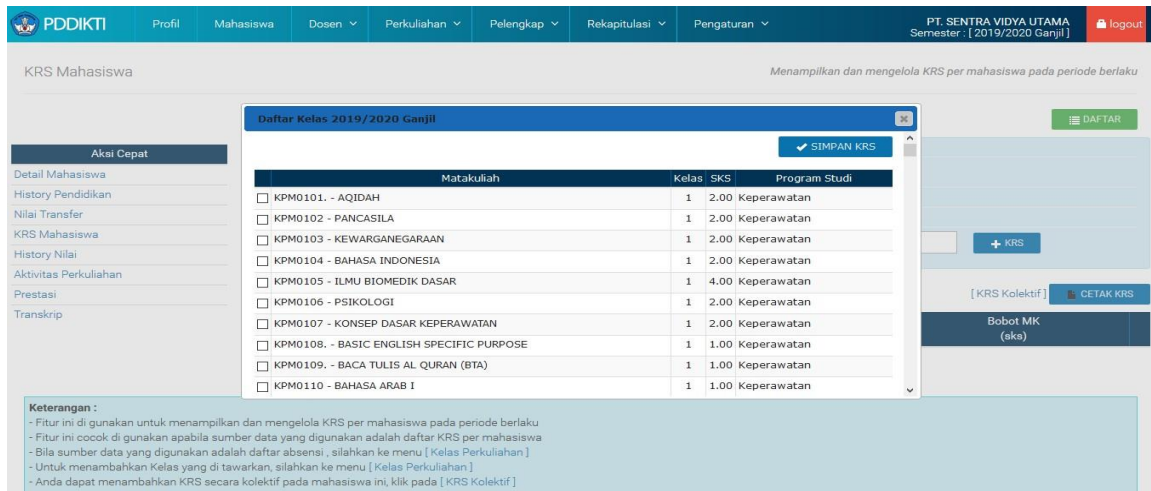 PDDIKTI Profil Mahasiswa Dosen Perkuliahan Pelengkap Rekapitulasi Pengaturan PT. SENTRA VIDYA UTAMA logout
Semester : [ 2019/2020 Ganjil ]
KRS Mahasiswa Menampilkan dan mengelola KRS per mahasiswa pada periode berlaku
Daftar Kelas 2019/2020 Ganjil
DAFTAR
SIMPAN KRS
Aksi Cepat
Detail Mahasiswa
History Pendidikan
Nilai Transfer
KRS Mahasiswa
History Nilai
Aktivitas Perkuliahan
Prestasi
Transkrip
Matakuliah Kelas SKS Program Studi
KPM0101. - AQIDAH 1 2.00 Keperawatan
KPM0102 - PANCASILA 1 2.00 Keperawatan
KPM0103 - KEWARGANEGARAAN 1 2.00 Keperawatan
KPM0104 - BAHASA INDONESIA 1 2.00 Keperawatan
KPM0105 - ILMU BIOMEDIK DASAR 1 4.00 Keperawatan
KPM0106 - PSIKOLOGI 1 2.00 Keperawatan
KPM0107 - KONSEP DASAR KEPERAWATAN 1 2.00 Keperawatan
KPM0108. - BASIC ENGLISH SPECIFIC PURPOSE 1 1.00 Keperawatan
KPM0109. - BACA TULIS AL QURAN (BTA) 1 1.00 Keperawatan
KPM0110 - BAHASA ARAB I 1 1.00 Keperawatan
+ KRS
[ KRS Kolektif ] CETAK KRS
Bobot MK
(sks)
Keterangan :
- Fitur ini di gunakan untuk menampilkan dan mengelola KRS per mahasiswa pada periode berlaku
- Fitur ini cocok di gunakan apabila sumber data yang digunakan adalah daftar KRS per mahasiswa
- Bila sumber data yang digunakan adalah daftar absensi , silahkan ke menu [ Kelas Perkuliahan ]
- Untuk menambahkan Kelas yang di tawarkan, silahkan ke menu [ Kelas Perkuliahan ]
- Anda dapat menambahkan KRS secara kolektif pada mahasiswa ini, klik pada [ KRS Kolektif ]